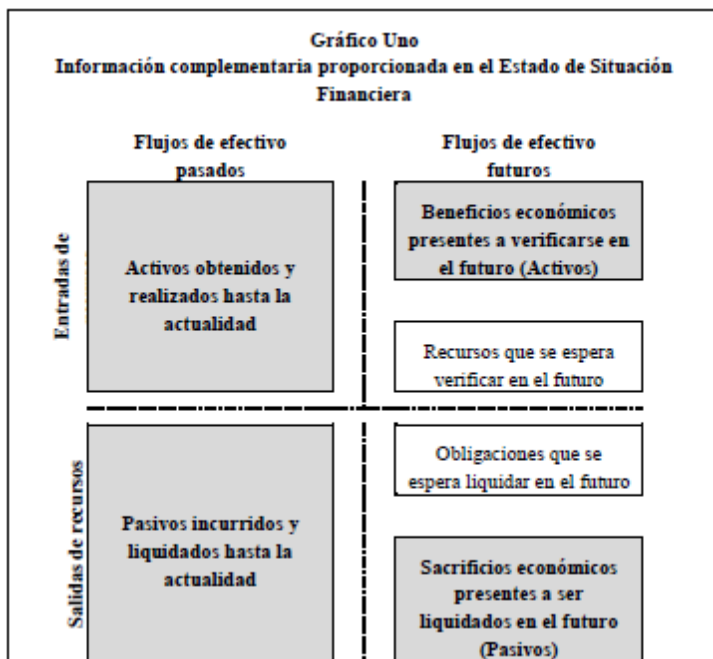 Gráfico Uno
Información complementaria proporcionada en el Estado de Situación
Financiera
Flujos de efectivo
pasados
Flujos de efectivo
futuros
Entradas de
Activos obtenidos y
realizados hasta la
actualidad
Beneficios económicos
presentes a verificarse en
el futuro (Activos)
Recursos que se espera
verificar en el futuro
Salidas de recursos
Pasivos incurridos y
liquidados hasta la
actualidad
Obligaciones que se
espera liquidar en el futuro
Sacrificios económicos
presentes a ser
liquidados en el futuro
(Pasivos)